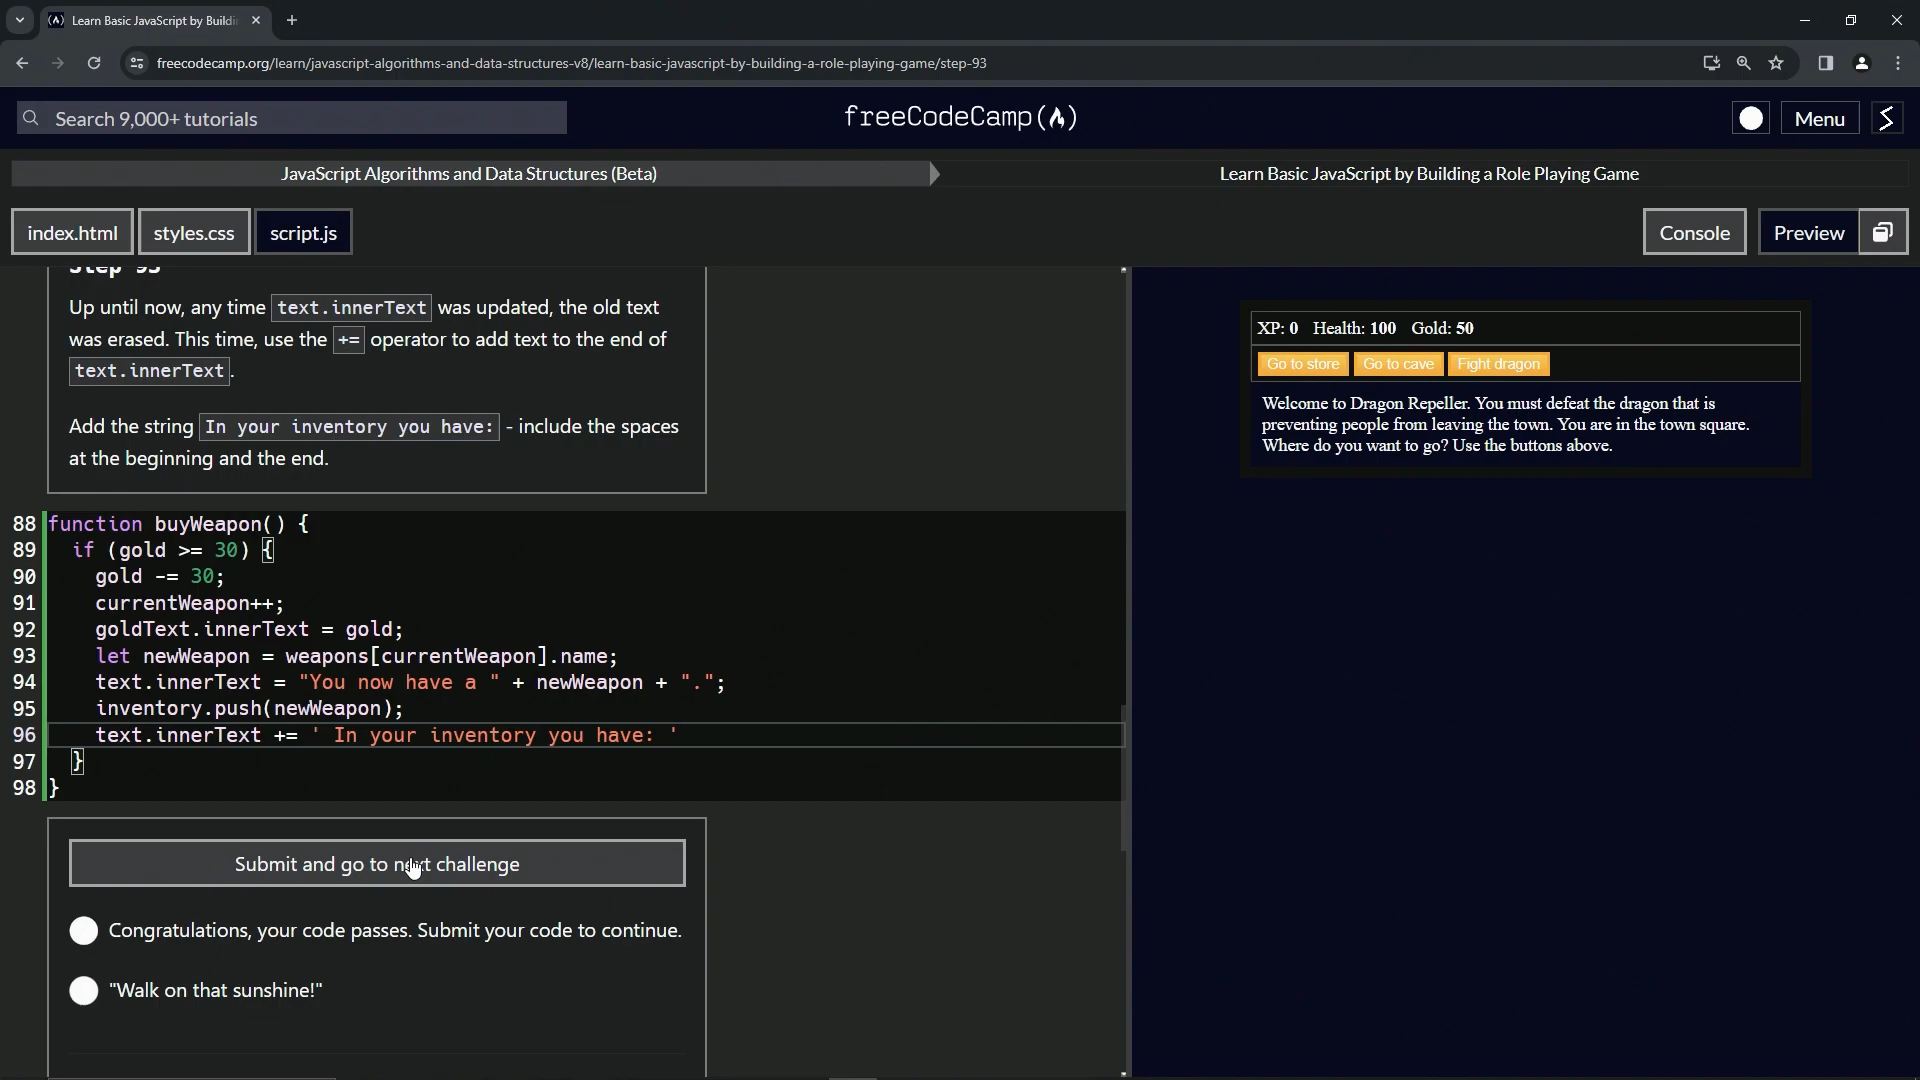 Learn Basic JavaScript by Buildi
freecodecamp.org/learn/javascript-algorithms-and-data-structures-v8/learn-basic-javascript-by-building-a-role-playing-game/step-93
Search 9,000+ tutorials
freeCodeCamp(🔥)
Menu
JavaScript Algorithms and Data Structures (Beta)
Learn Basic JavaScript by Building a Role Playing Game
index.html
styles.css
script.js
Console
Preview
Step 93
Up until now, any time text.innerText was updated, the old text
was erased. This time, use the += operator to add text to the end of
text.innerText.
Add the string In your inventory you have: - include the spaces
at the beginning and the end.
88 function buyWeapon() {
89 if (gold >= 30) {
90 gold -= 30;
91 currentWeapon++;
92 goldText.innerText = gold;
93 let newWeapon = weapons[currentWeapon].name;
94 text.innerText = "You now have a " + newWeapon + ".";
95 inventory.push(newWeapon);
96 text.innerText += ' In your inventory you have: '
97 }
98 }
Submit and go to next challenge
Congratulations, your code passes. Submit your code to continue.
"Walk on that sunshine!"
XP: 0 Health: 100 Gold: 50
Go to store
Go to cave
Fight dragon
Welcome to Dragon Repeller. You must defeat the dragon that is
preventing people from leaving the town. You are in the town square.
Where do you want to go? Use the buttons above.